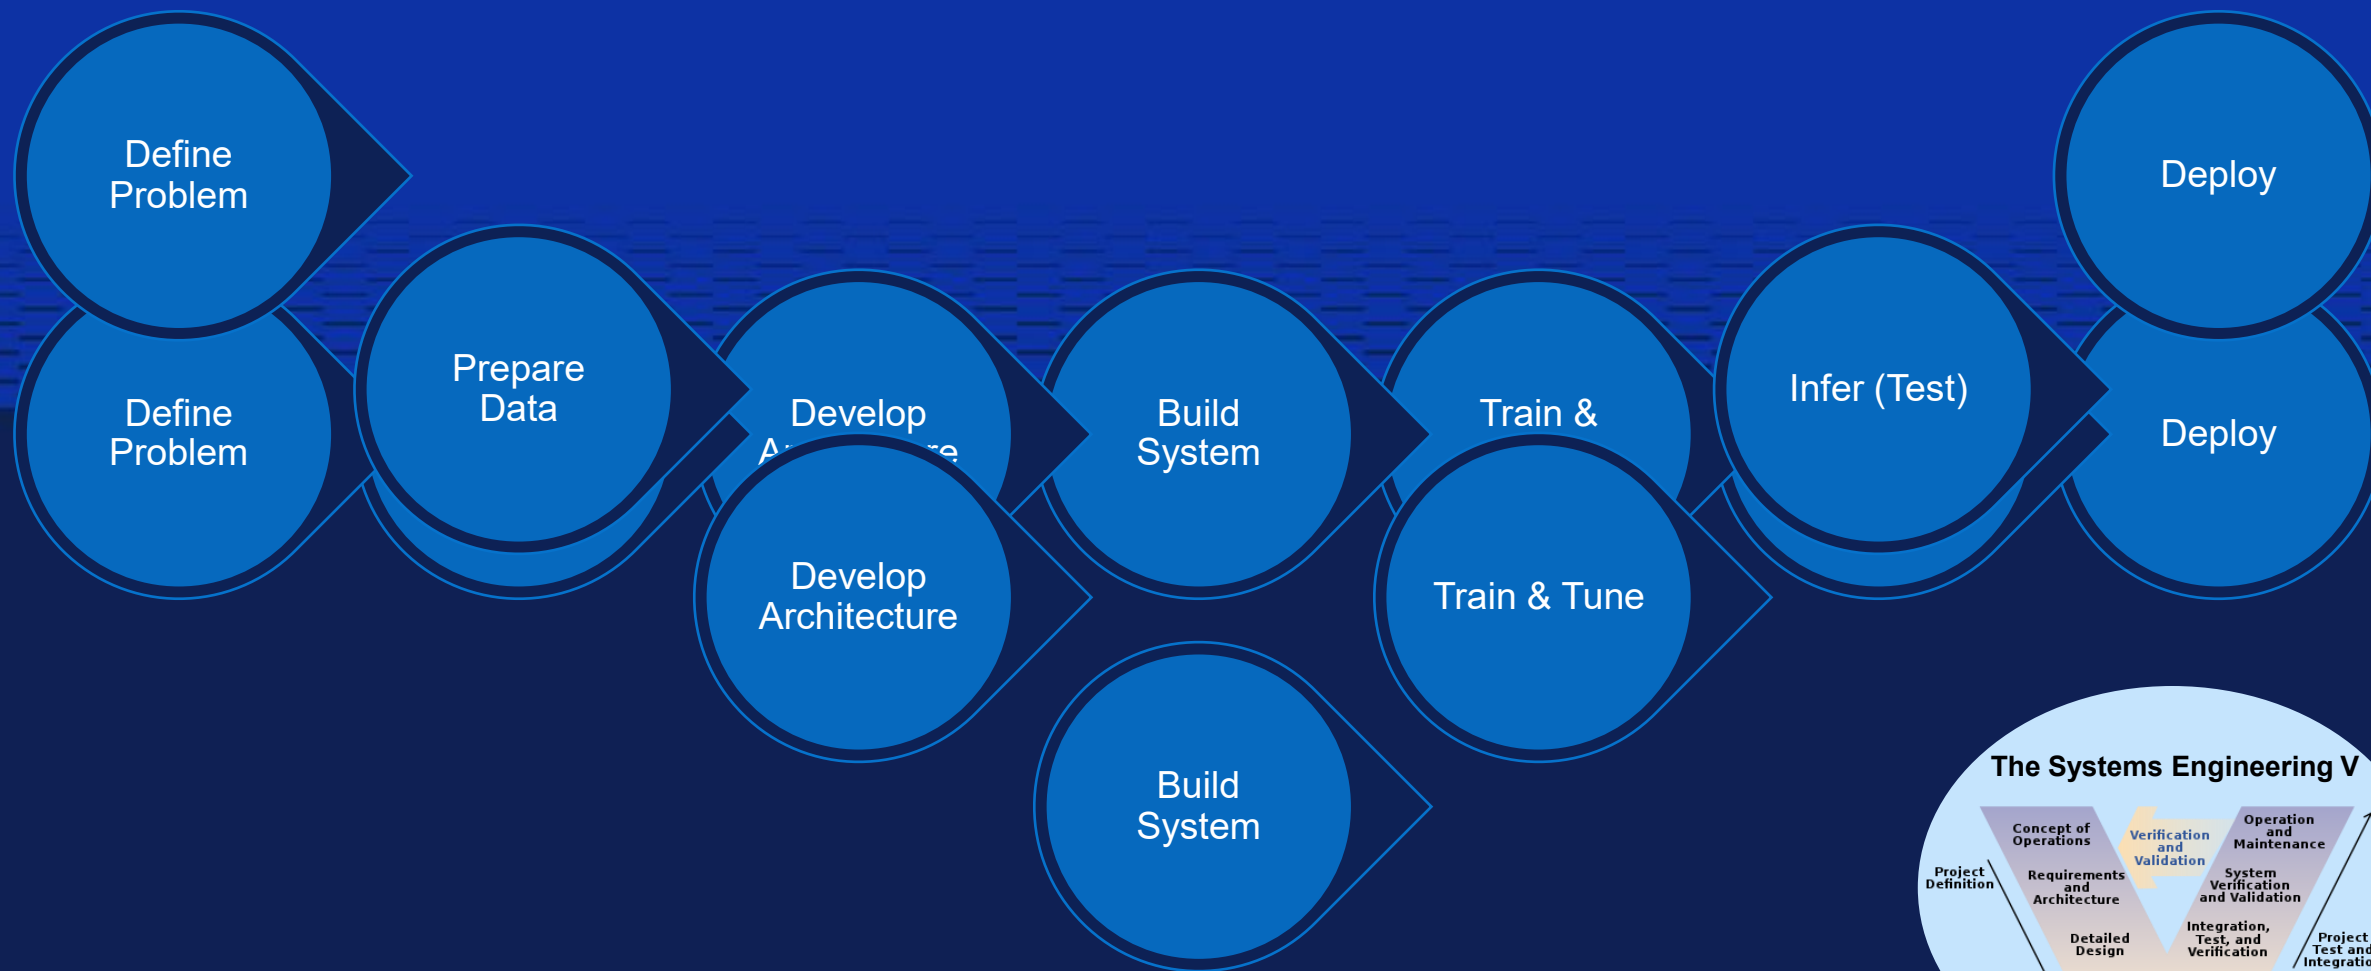 Define
Problem
Deploy
Define
Problem
Prepare
Data
Develop
Build
System
Train &
Infer (Test)
Deploy
Develop
Architecture
Train & Tune
Build
System
The Systems Engineering V
Concept of
Operations
Verification
and
Validation
Operation
and
Maintenance
Project
Definition
Requirements
and
Architecture
System
Verification
and Validation
Detailed
Design
Integration,
Test, and
Verification
Project
Test and